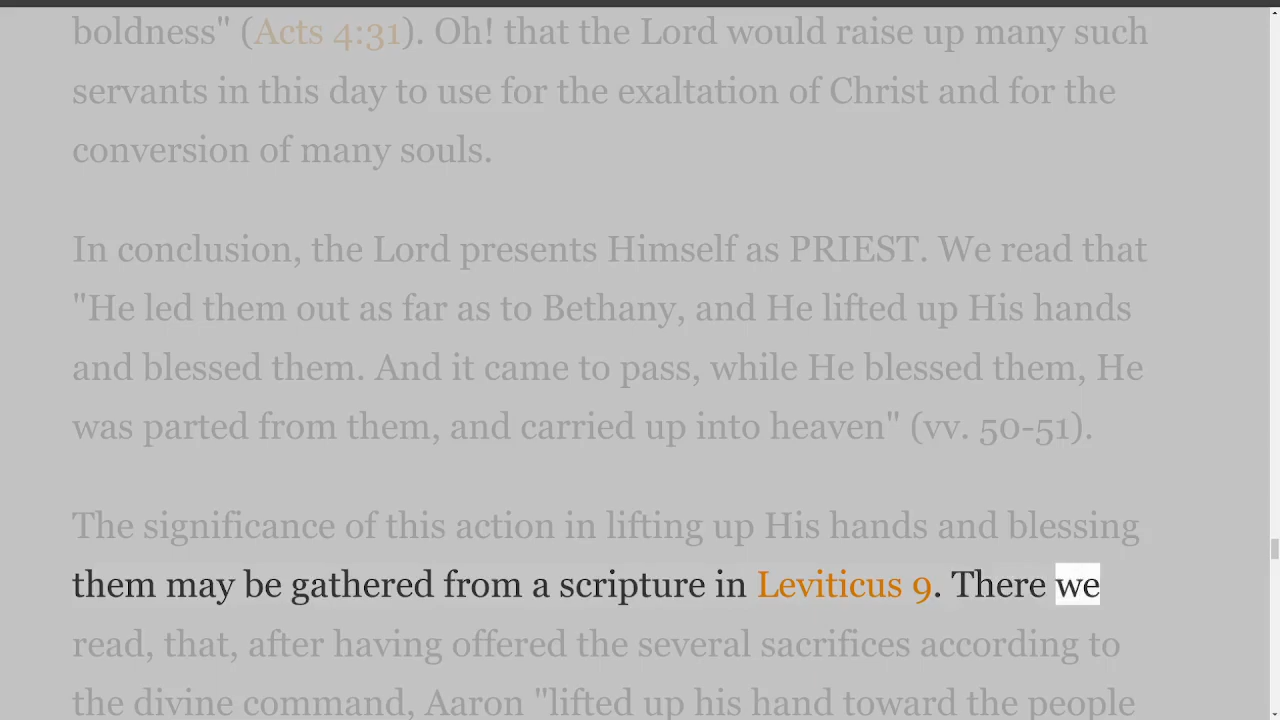 boldness" (Acts 4:31). Oh! that the Lord would raise up many such
servants in this day to use for the exaltation of Christ and for the
conversion of many souls.
In conclusion, the Lord presents Himself as PRIEST. We read that
"He led them out as far as to Bethany, and He lifted up His hands
and blessed them. And it came to pass, while He blessed them, He
was parted from them, and carried up into heaven" (vv. 50-51).
The significance of this action in lifting up His hands and blessing
them may be gathered from a scripture in Leviticus 9. There we
read, that, after having offered the several sacrifices according to
the divine command, Aaron "lifted up his hand toward the people